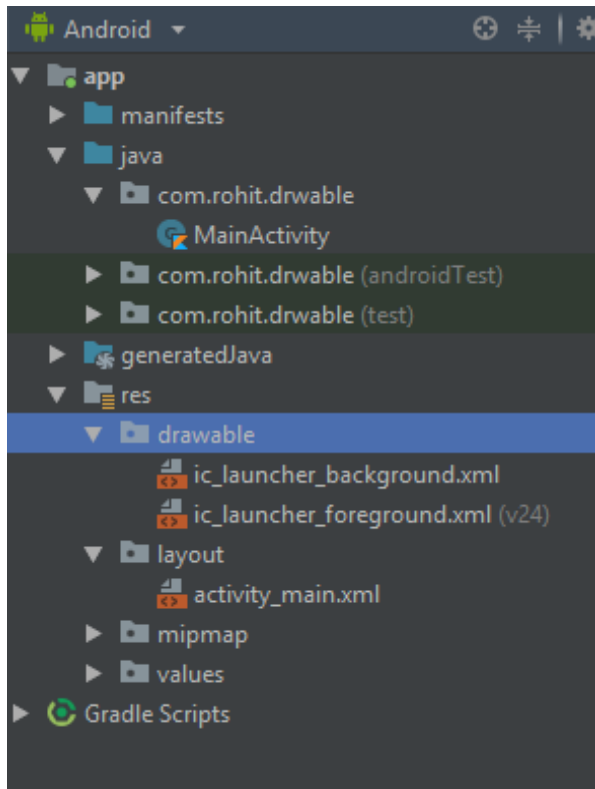 Android
app
manifests
java
com.rohit.drwable
MainActivity
com.rohit.drwable (androidTest)
com.rohit.drwable (test)
generatedJava
res
drawable
ic_launcher_background.xml
ic_launcher_foreground.xml (v24)
layout
activity_main.xml
mipmap
values
Gradle Scripts